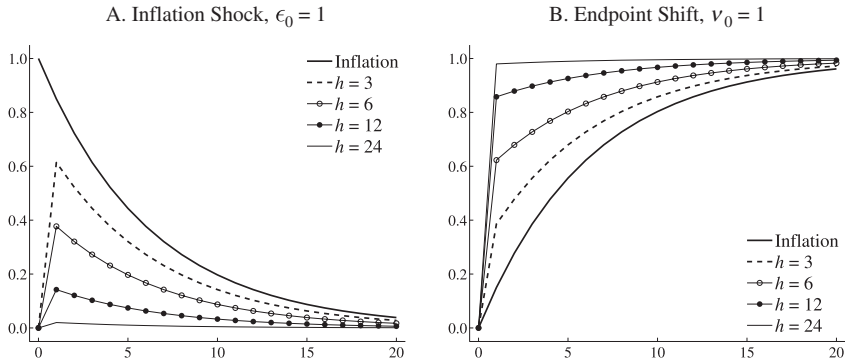 A. Inflation Shock, ϵ₀ = 1
1.0
0.8
0.6
0.4
0.2
0.0
0
5
10
15
20
Inflation
h = 3
h = 6
h = 12
h = 24
B. Endpoint Shift, ν₀ = 1
1.0
0.8
0.6
0.4
0.2
0.0
0
5
10
15
20
Inflation
h = 3
h = 6
h = 12
h = 24